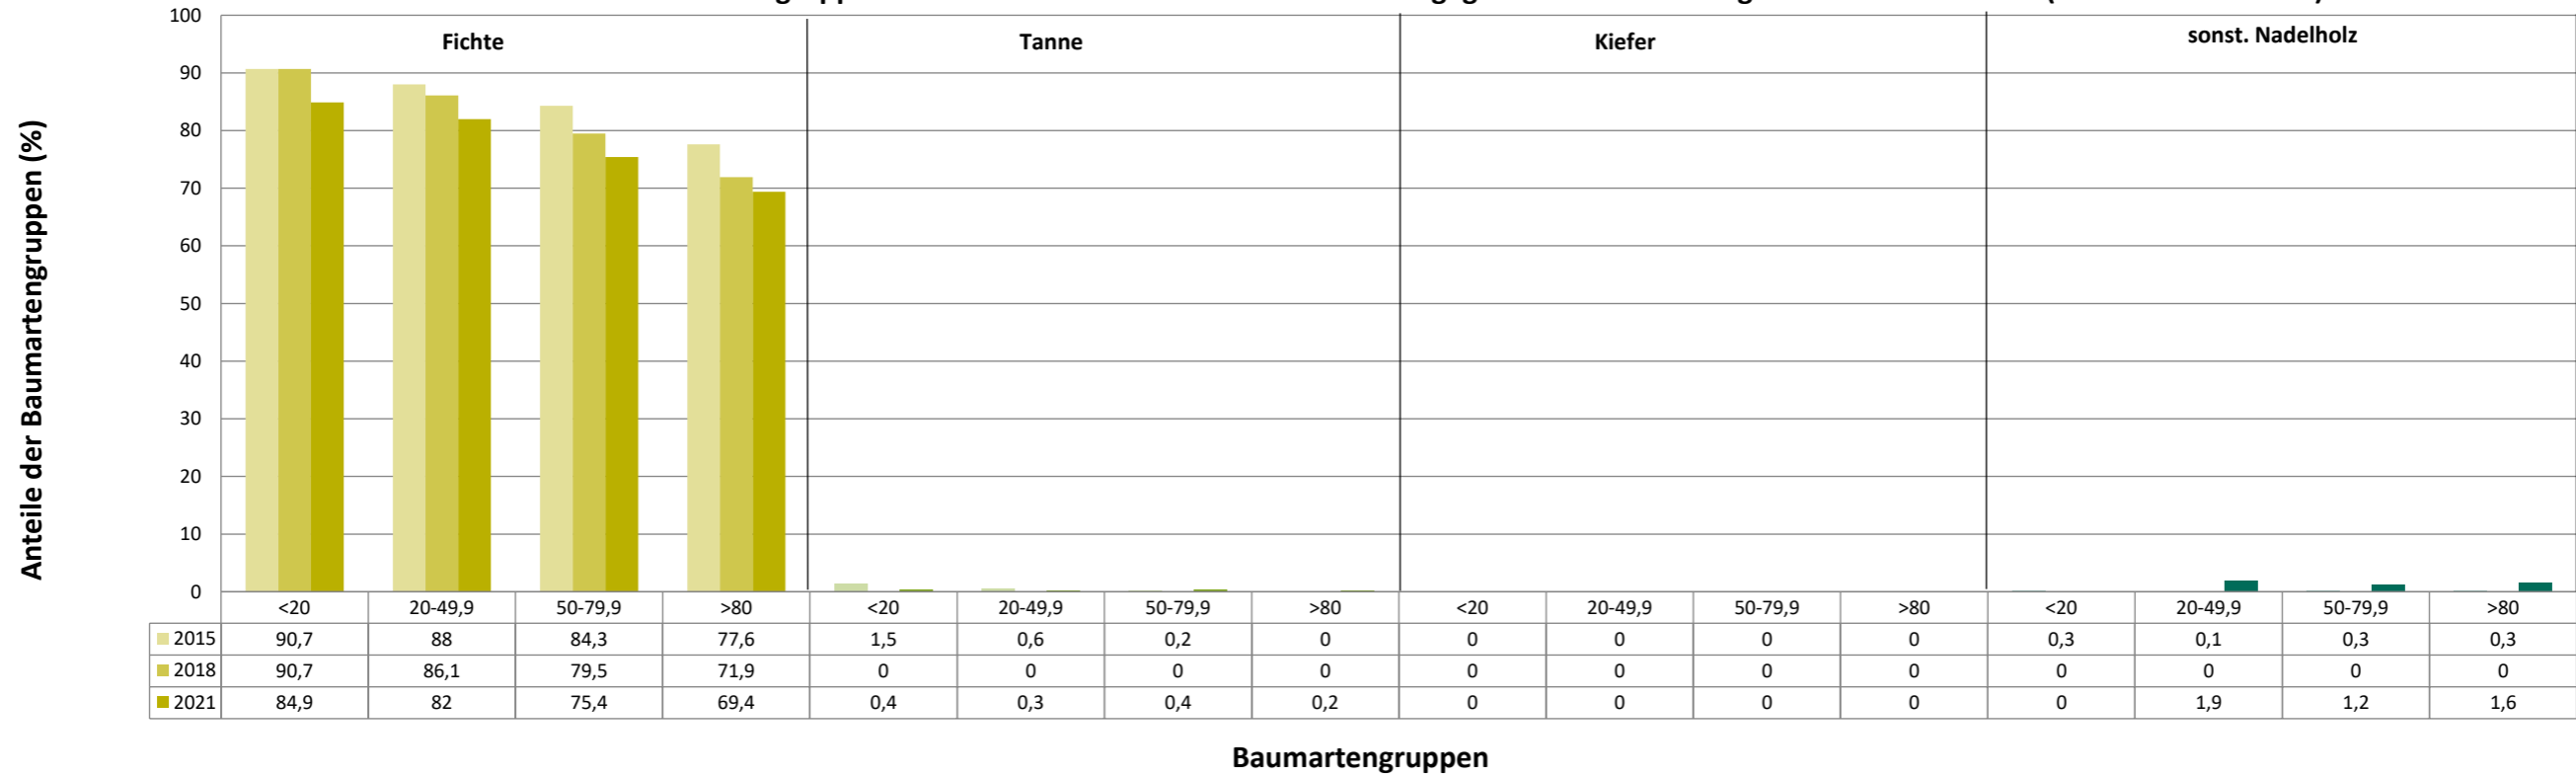 Anteile der Baumartengruppen (%)
100
90
80
70
60
50
40
30
20
10
0
Fichte Tanne Kiefer sonst. Nadelholz
<20 20-49,9 50-79,9 >80 <20 20-49,9 50-79,9 >80 <20 20-49,9 50-79,9 >80 <20 20-49,9 50-79,9 >80
2015 90,7 88 84,3 77,6 1,5 0,6 0,2 0 0 0 0 0 0,3 0,1 0,3 0,3
2018 90,7 86,1 79,5 71,9 0 0 0 0 0 0 0 0 0 0 0 0
2021 84,9 82 75,4 69,4 0,4 0,3 0,4 0,2 0 0 0 0 0 1,9 1,2 1,6
Baumartengruppen